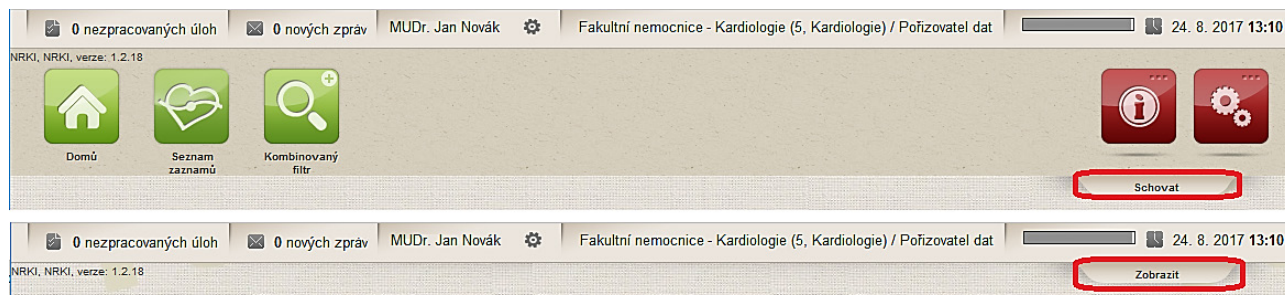 0 nezpracovaných úloh 0 nových zpráv MUDr. Jan Novák Fakultní nemocnice - Kardiologie (5, Kardiologie) / Pořizovatel dat 24. 8. 2017 13:10
NRKI, NRKI, verze: 1.2.18
Domů Seznam Kombinovaný
zaznamů filtr
Schovat
0 nezpracovaných úloh 0 nových zpráv MUDr. Jan Novák Fakultní nemocnice - Kardiologie (5, Kardiologie) / Pořizovatel dat 24. 8. 2017 13:10
NRKI, NRKI, verze: 1.2.18 Zobrazit